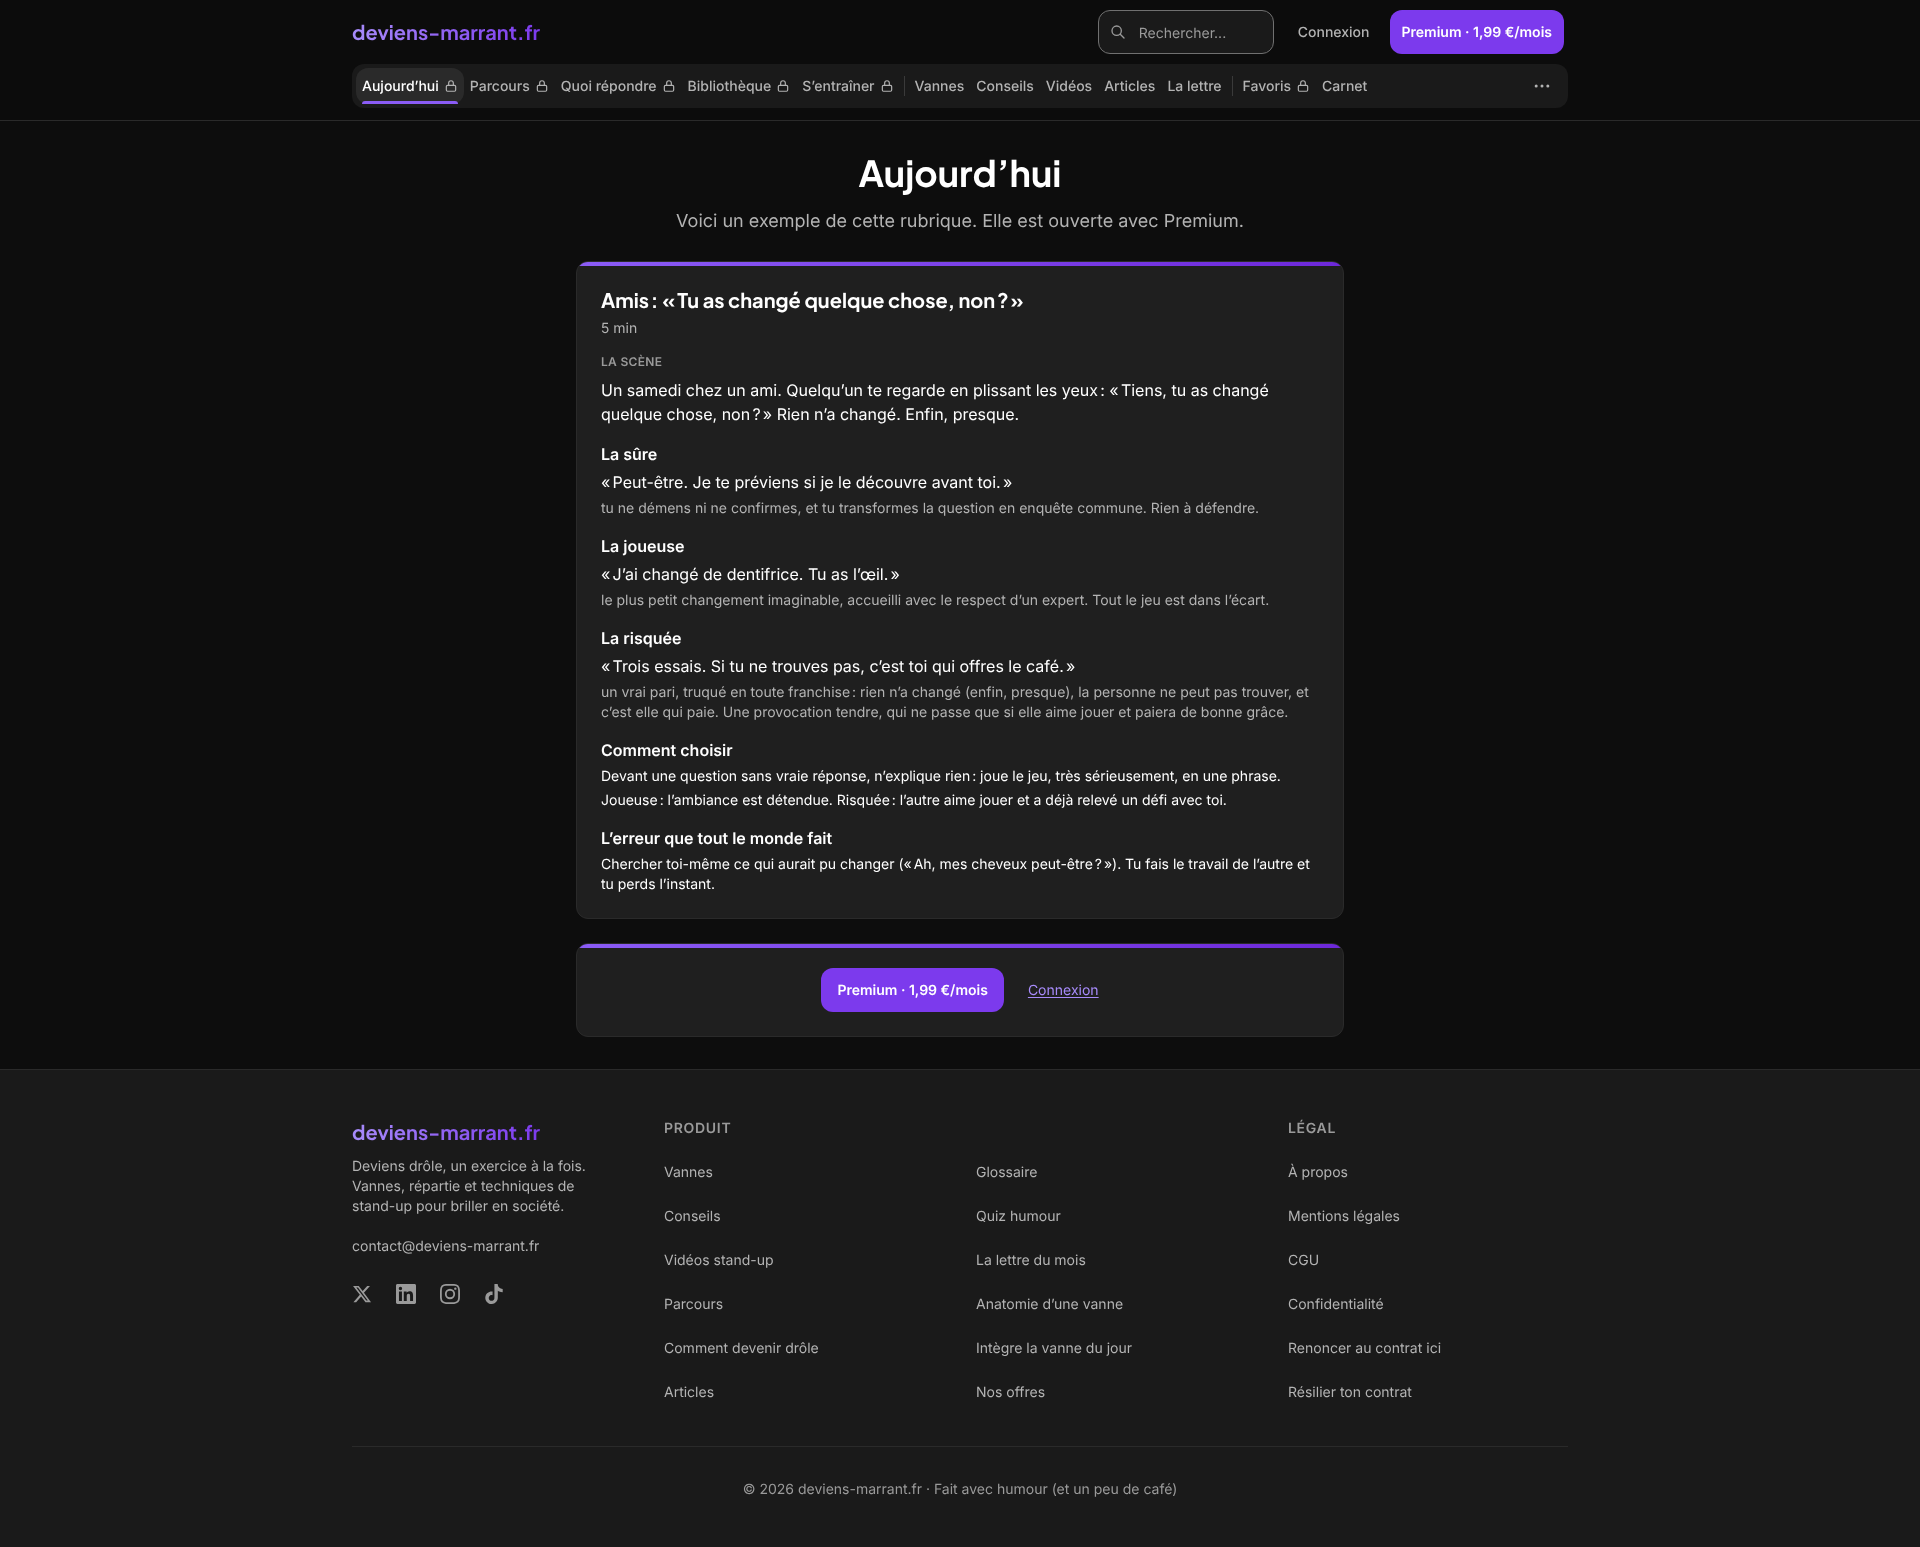 deviens-marrant.fr
Rechercher...
Connexion
Premium · 1,99 €/mois
Aujourd’hui
Parcours
Quoi répondre
Bibliothèque
S’entraîner
Vannes
Conseils
Vidéos
Articles
La lettre
Favoris
Carnet
Aujourd’hui
Voici un exemple de cette rubrique. Elle est ouverte avec Premium.
Amis : « Tu as changé quelque chose, non ? »
5 min
LA SCÈNE
Un samedi chez un ami. Quelqu’un te regarde en plissant les yeux : « Tiens, tu as changé
quelque chose, non ? » Rien n’a changé. Enfin, presque.
La sûre
« Peut-être. Je te préviens si je le découvre avant toi. »
tu ne démens ni ne confirmes, et tu transformes la question en enquête commune. Rien à défendre.
La joueuse
« J’ai changé de dentifrice. Tu as l’œil. »
le plus petit changement imaginable, accueilli avec le respect d’un expert. Tout le jeu est dans l’écart.
La risquée
« Trois essais. Si tu ne trouves pas, c’est toi qui offres le café. »
un vrai pari, truqué en toute franchise : rien n’a changé (enfin, presque), la personne ne peut pas trouver, et
c’est elle qui paie. Une provocation tendre, qui ne passe que si elle aime jouer et paiera de bonne grâce.
Comment choisir
Devant une question sans vraie réponse, n’explique rien : joue le jeu, très sérieusement, en une phrase.
Joueuse : l’ambiance est détendue. Risquée : l’autre aime jouer et a déjà relevé un défi avec toi.
L’erreur que tout le monde fait
Chercher toi-même ce qui aurait pu changer (« Ah, mes cheveux peut-être ? »). Tu fais le travail de l’autre et
tu perds l’instant.
Premium · 1,99 €/mois
Connexion
deviens-marrant.fr
Deviens drôle, un exercice à la fois.
Vannes, répartie et techniques de
stand-up pour briller en société.
contact@deviens-marrant.fr
PRODUIT
Vannes
Conseils
Vidéos stand-up
Parcours
Comment devenir drôle
Articles
Glossaire
Quiz humour
La lettre du mois
Anatomie d’une vanne
Intègre la vanne du jour
Nos offres
LÉGAL
À propos
Mentions légales
CGU
Confidentialité
Renoncer au contrat ici
Résilier ton contrat
© 2026 deviens-marrant.fr · Fait avec humour (et un peu de café)